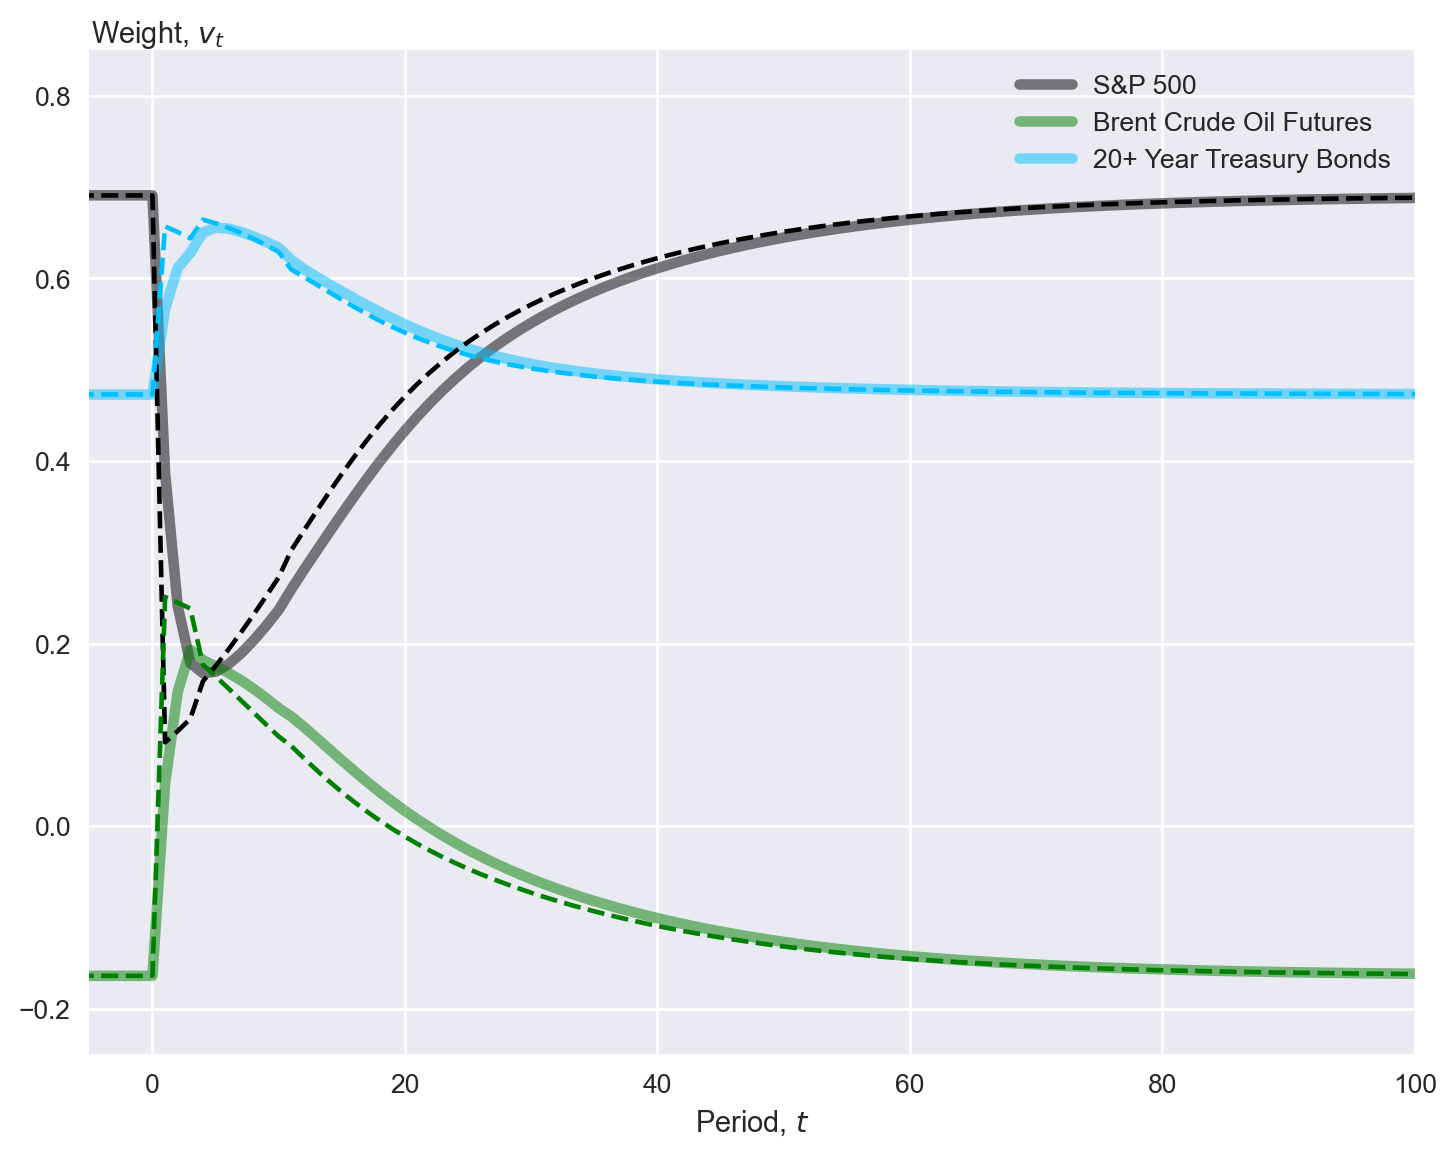 Weight, v_t
S&P 500
Brent Crude Oil Futures
20+ Year Treasury Bonds
0.8
0.6
0.4
0.2
0.0
−0.2
0 20 40 60 80 100
Period, t